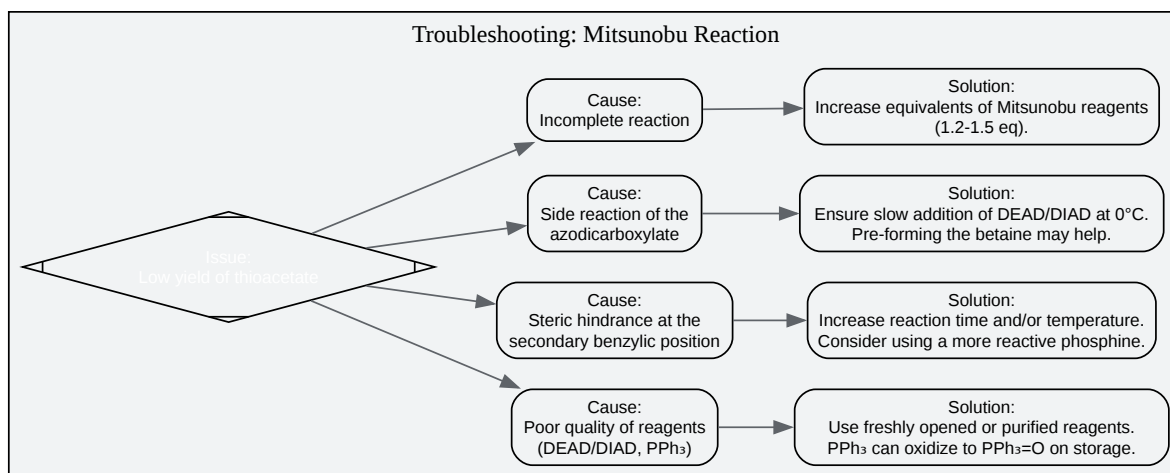 Troubleshooting: Mitsunobu Reaction
Issue:
Low yield of thioacetate
Cause:
Incomplete reaction
Solution:
Increase equivalents of Mitsunobu reagents
(1.2-1.5 eq).
Cause:
Side reaction of the
azodicarboxylate
Solution:
Ensure slow addition of DEAD/DIAD at 0°C.
Pre-forming the betaine may help.
Cause:
Steric hindrance at the
secondary benzylic position
Solution:
Increase reaction time and/or temperature.
Consider using a more reactive phosphine.
Cause:
Poor quality of reagents
(DEAD/DIAD, PPh₃)
Solution:
Use freshly opened or purified reagents.
PPh₃ can oxidize to PPh₃=O on storage.